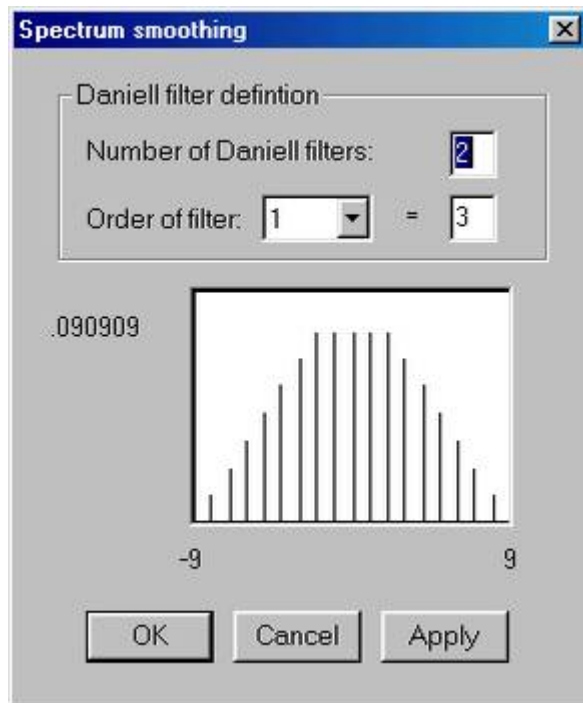 Spectrum smoothing
Daniell filter defintion
Number of Daniell filters: 2
Order of filter: 1 = 3
.090909
-9 9
OK Cancel Apply